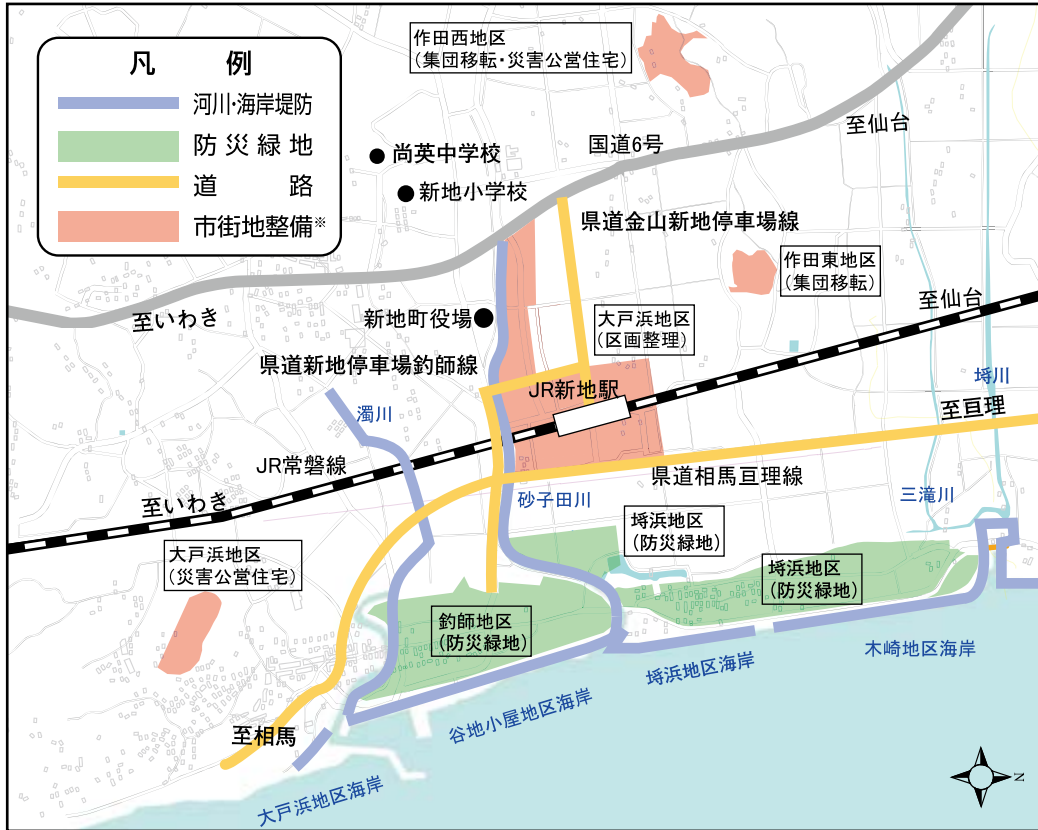 凡 例
河川・海岸堤防
防災緑地
道 路
市街地整備※
作田西地区
(集団移転・災害公営住宅)
至仙台
国道6号
尚英中学校
新地小学校
県道金山新地停車場線
作田東地区
(集団移転)
至いわき
新地町役場
大戸浜地区
(区画整理)
至仙台
県道新地停車場釣師線
JR新地駅
埓川
濁川
至亘理
JR常磐線
県道相馬亘理線
至いわき
砂子田川
三滝川
大戸浜地区
(災害公営住宅)
埓浜地区
(防災緑地)
埓浜地区
(防災緑地)
釣師地区
(防災緑地)
木崎地区海岸
埓浜地区海岸
谷地小屋地区海岸
至相馬
大戸浜地区海岸
N